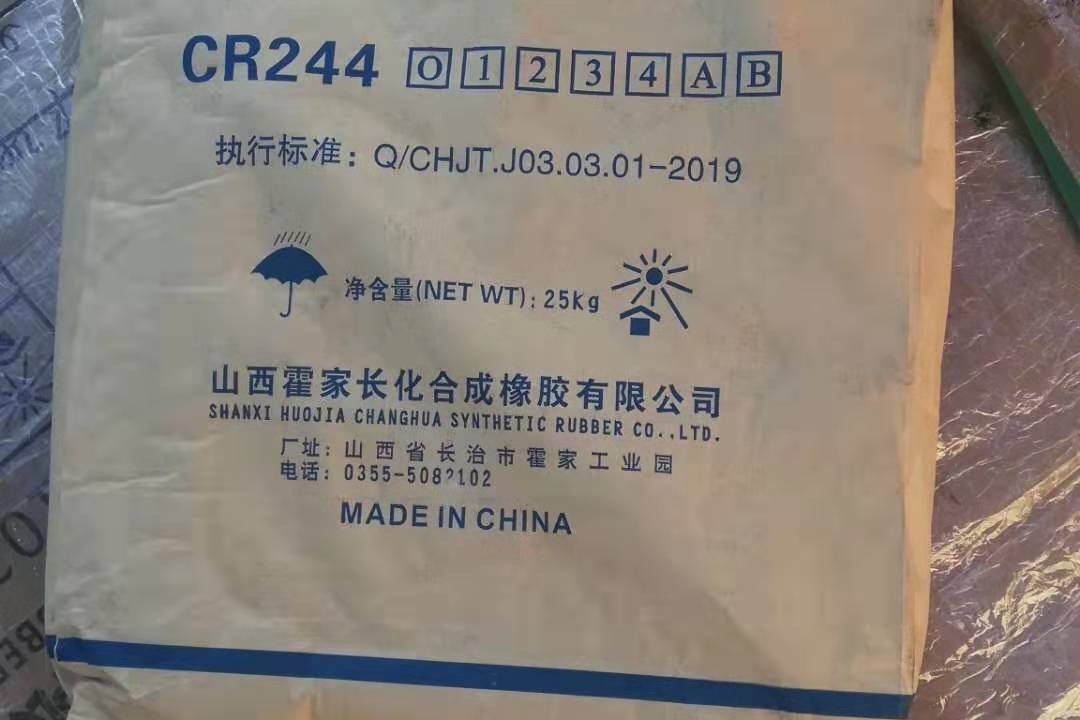 CR244 0 1 2 3 4 A B
执行标准：Q/CHJT.J03.03.01-2019
净含量(NET WT)：25Kg
山西霍家长化合成橡胶有限公司
SHANXI HUOJIA CHANGHUA SYNTHETIC RUBBER CO.,LTD.
厂址：山西省长治市霍家工业园
电话：
MADE IN CHINA